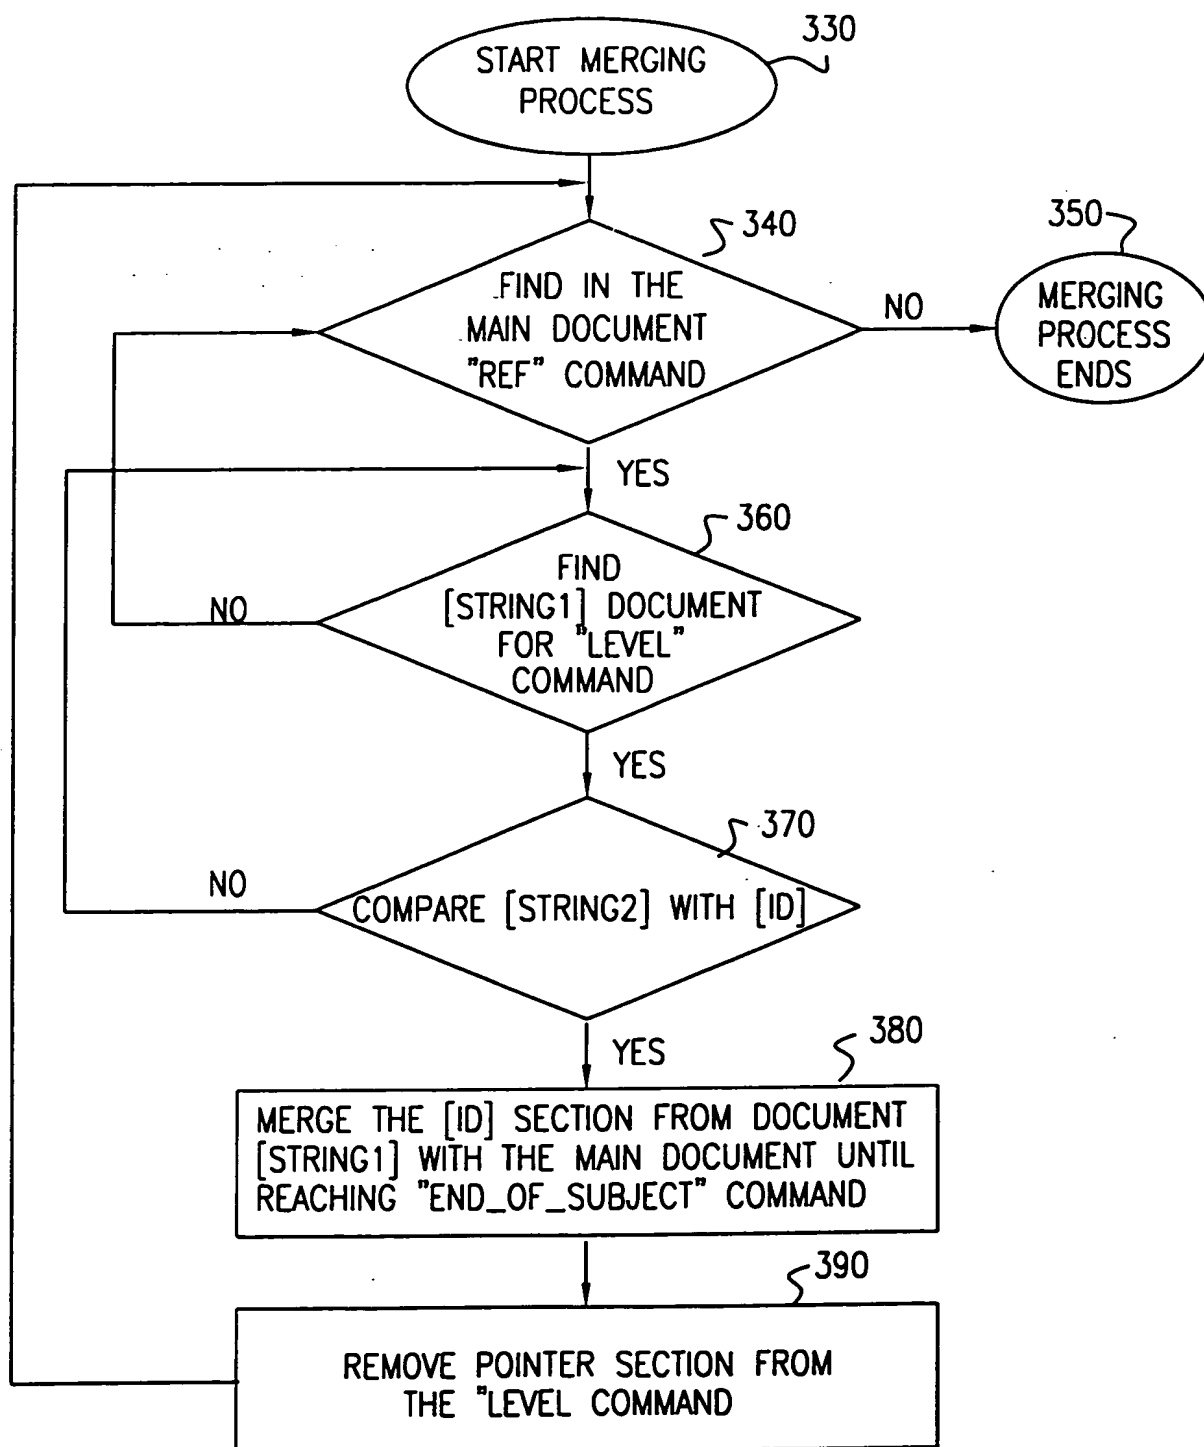 START MERGING
PROCESS
330
340
FIND IN THE
MAIN DOCUMENT
"REF" COMMAND
NO
350
MERGING
PROCESS
ENDS
YES
360
FIND
[STRING1] DOCUMENT
FOR "LEVEL"
COMMAND
NO
YES
370
COMPARE [STRING2] WITH [ID]
NO
YES
380
MERGE THE [ID] SECTION FROM DOCUMENT
[STRING1] WITH THE MAIN DOCUMENT UNTIL
REACHING "END_OF_SUBJECT" COMMAND
390
REMOVE POINTER SECTION FROM
THE "LEVEL COMMAND